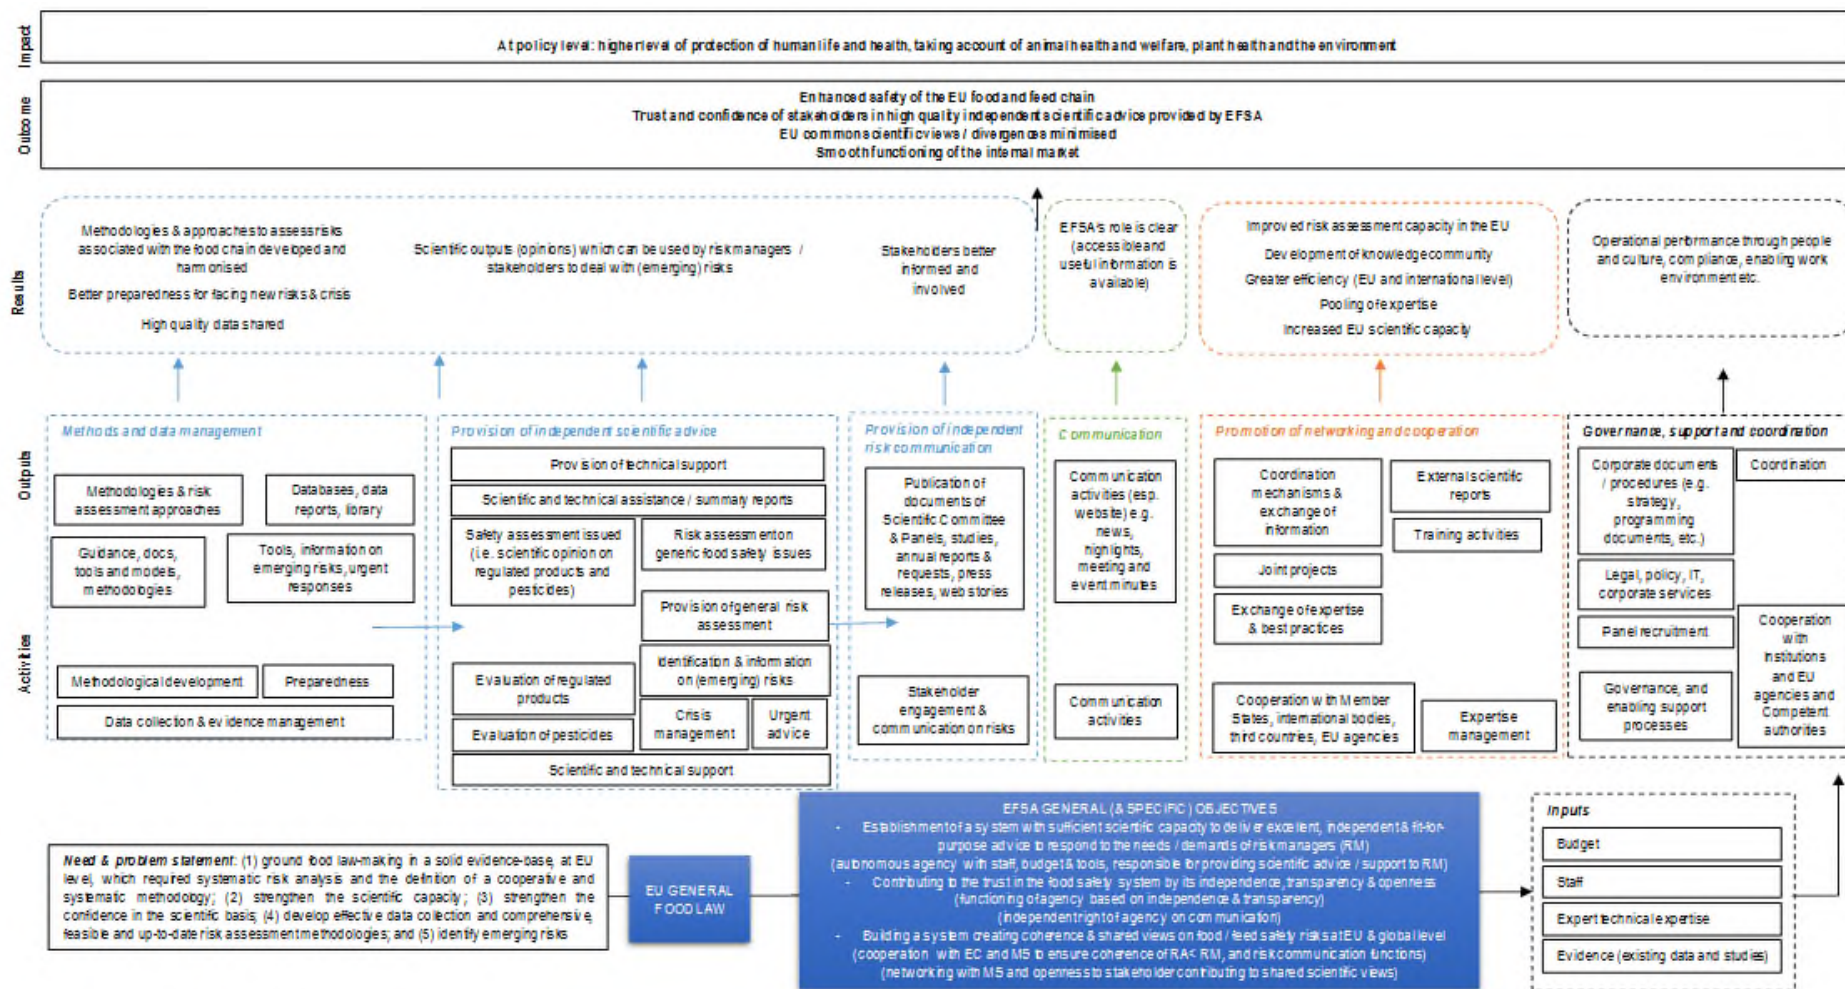 Impact
At policy level: higher level of protection of human life and health, taking account of animal health and welfare, plant health and the environment
Outcome
Enhanced safety of the EU food and feed chain
Trust and confidence of stakeholders in high quality independent scientific advice provided by EFSA
EU common scientific views / divergences minimised
Smooth functioning of the internal market
Results
Methodologies & approaches to assess risks
associated with the food chain developed and
harmonised
Better preparedness for facing new risks & crisis
High quality data shared
Scientific outputs (opinions) which can be used by risk managers /
stakeholders to deal with (emerging) risks
Stakeholders better
informed and
involved
EFSA's role is clear
(accessible and
useful information is
available)
Improved risk assessment capacity in the EU
Development of knowledge community
Greater efficiency (EU and international level)
Pooling of expertise
Increased EU scientific capacity
Operational performance through people
and culture, compliance, enabling work
environment etc.
Outputs
Activities
Methods and data management
Methodologies & risk
assessment approaches
Databases, data
reports, library
Guidance, docs,
tools and models,
methodologies
Tools, information on
emerging risks, urgent
responses
Methodological development
Preparedness
Data collection & evidence management
Provision of independent scientific advice
Provision of technical support
Scientific and technical assistance / summary reports
Safety assessment issued
(i.e. scientific opinion on
regulated products and
pesticides)
Risk assessment on
generic food safety issues
Provision of general risk
assessment
Identification & information
on (emerging) risks
Evaluation of regulated
products
Crisis
management
Urgent
advice
Evaluation of pesticides
Scientific and technical support
Provision of independent
risk communication
Publication of
documents of
Scientific Committee
& Panels, studies,
annual reports &
requests, press
releases, web stories
Stakeholder
engagement &
communication on risks
Communication
Communication
activities (esp.
website) e.g.
news,
highlights,
meeting and
event minutes
Communication
activities
Promotion of networking and cooperation
Coordination
mechanisms &
exchange of
information
External scientific
reports
Training activities
Joint projects
Exchange of expertise
& best practices
Cooperation with Member
States, international bodies,
third countries, EU agencies
Expertise
management
Governance, support and coordination
Corporate documents
/ procedures (e.g.
strategy,
programming
documents, etc.)
Coordination
Legal, policy, IT,
corporate services
Panel recruitment
Governance, and
enabling support
processes
Cooperation
with
Institutions
and EU
agencies and
Competent
authorities
Need & problem statement: (1) ground food law-making in a solid evidence-base, at EU
level, which required systematic risk analysis and the definition of a cooperative and
systematic methodology; (2) strengthen the scientific capacity; (3) strengthen the
confidence in the scientific basis; (4) develop effective data collection and comprehensive,
feasible and up-to-date risk assessment methodologies; and (5) identify emerging risks
EU GENERAL
FOOD LAW
EFSA GENERAL (& SPECIFIC) OBJECTIVES
- Establishment of a system with sufficient scientific capacity to deliver excellent, independent & fit-for-
purpose advice to respond to the needs / demands of risk managers (RM)
(autonomous agency with staff, budget & tools, responsible for providing scientific advice / support to RM)
- Contributing to the trust in the food safety system by its independence, transparency & openness
(functioning of agency based on independence & transparency)
(independent right of agency on communication)
- Building a system creating coherence & shared views on food / feed safety risks at EU & global level
(cooperation with EC and MS to ensure coherence of RA< RM, and risk communication functions)
(networking with MS and openness to stakeholder contributing to shared scientific views)
Inputs
Budget
Staff
Expert technical expertise
Evidence (existing data and studies)